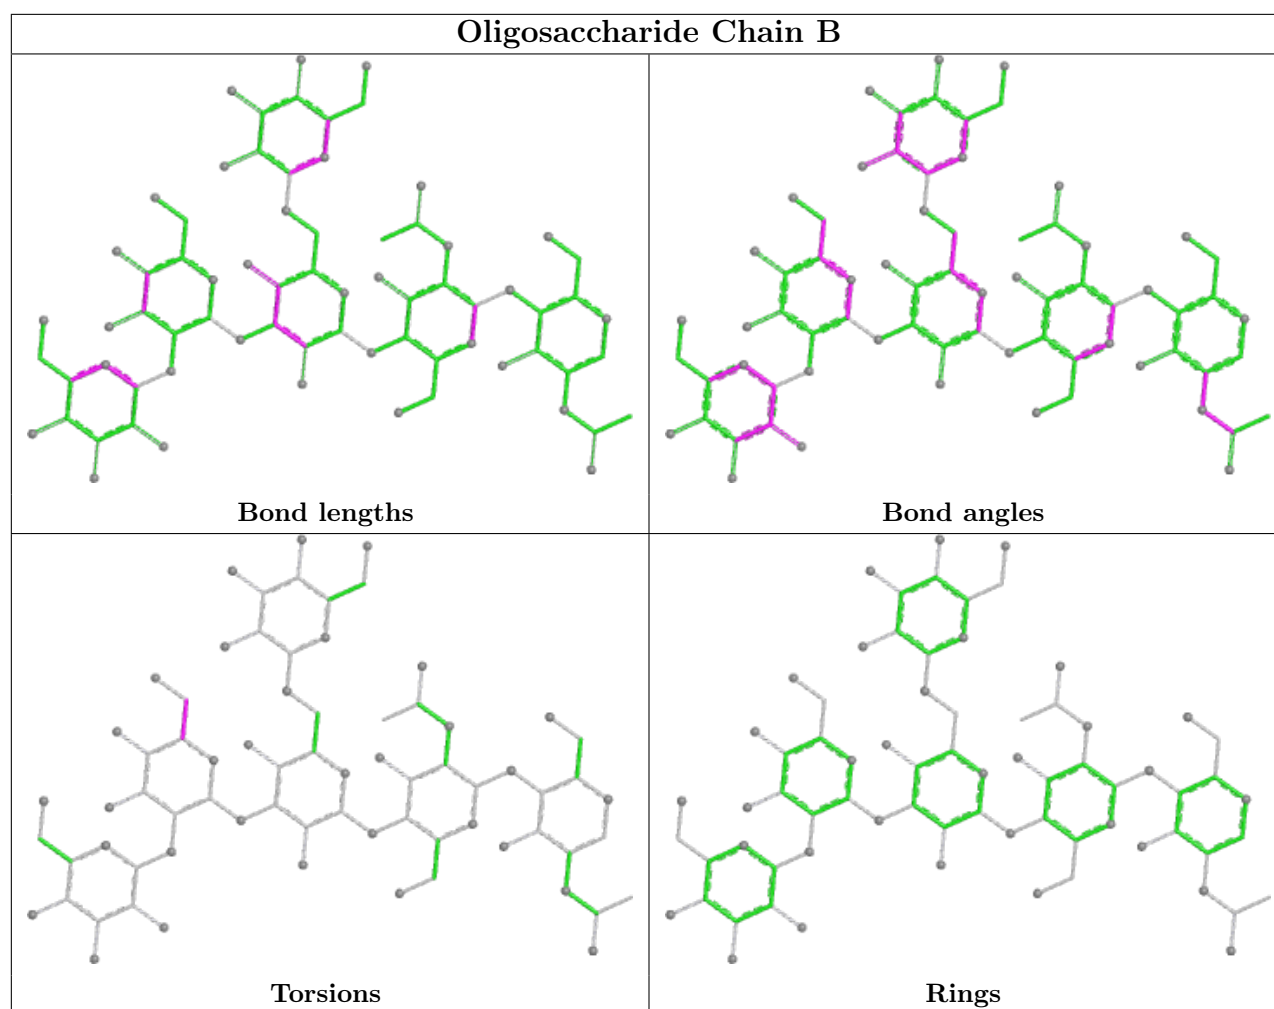 Oligosaccharide Chain B
Bond lengths
Bond angles
Torsions
Rings